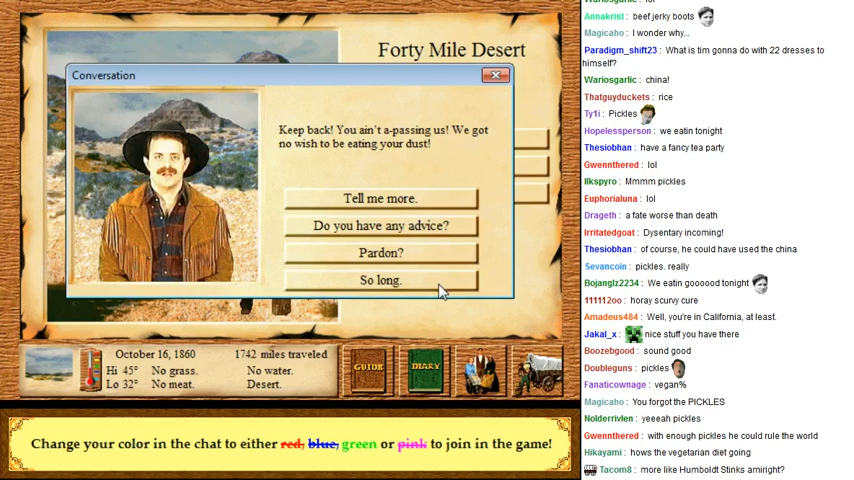 Forty Mile Desert
Conversation
Keep back! You ain't a-passing us! We got
no wish to be eating your dust!
Tell me more.
Do you have any advice?
Pardon?
So long.
October 16, 1860
1742 miles traveled
Hi 45° No grass. No water.
Lo 32° No meat. Desert.
GUIDE
DIARY
Change your color in the chat to either red, blue, green or pink to join in the game!
Annakrist : beef jerky boots
Magicaho : I wonder why...
Paradigm_shift23 : What is tim gonna do with 22 dresses to
himself?
Wariosgarlic : china!
Thatguyduckets : rice
Ty1i : Pickles
Hopelessperson : we eatin tonight
Thesiobhan : have a fancy tea party
Gwennthered : lol
Ilkspyro : Mmmm pickles
Euphorialuna : lol
Drageth : a fate worse than death
Irritatedgoat : Dysentary incoming!
Thesiobhan : of course, he could have used the china
Sevancoin : pickles. really
Bojanglz2234 : We eatin goooood tonight
111112oo : horay scurvy cure
Amadeus484 : Well, you're in California, at least.
Jakal_x : nice stuff you have there
Boozebgood : sound good
Doubleguns : pickles
Fanaticownage : vegan%
Magicaho : You forgot the PICKLES
Nolderrivlen : yeeeah pickles
Gwennthered : with enough pickles he could rule the world
Hikayami : hows the vegetarian diet going
Tacom8 : more like Humboldt Stinks amiright?